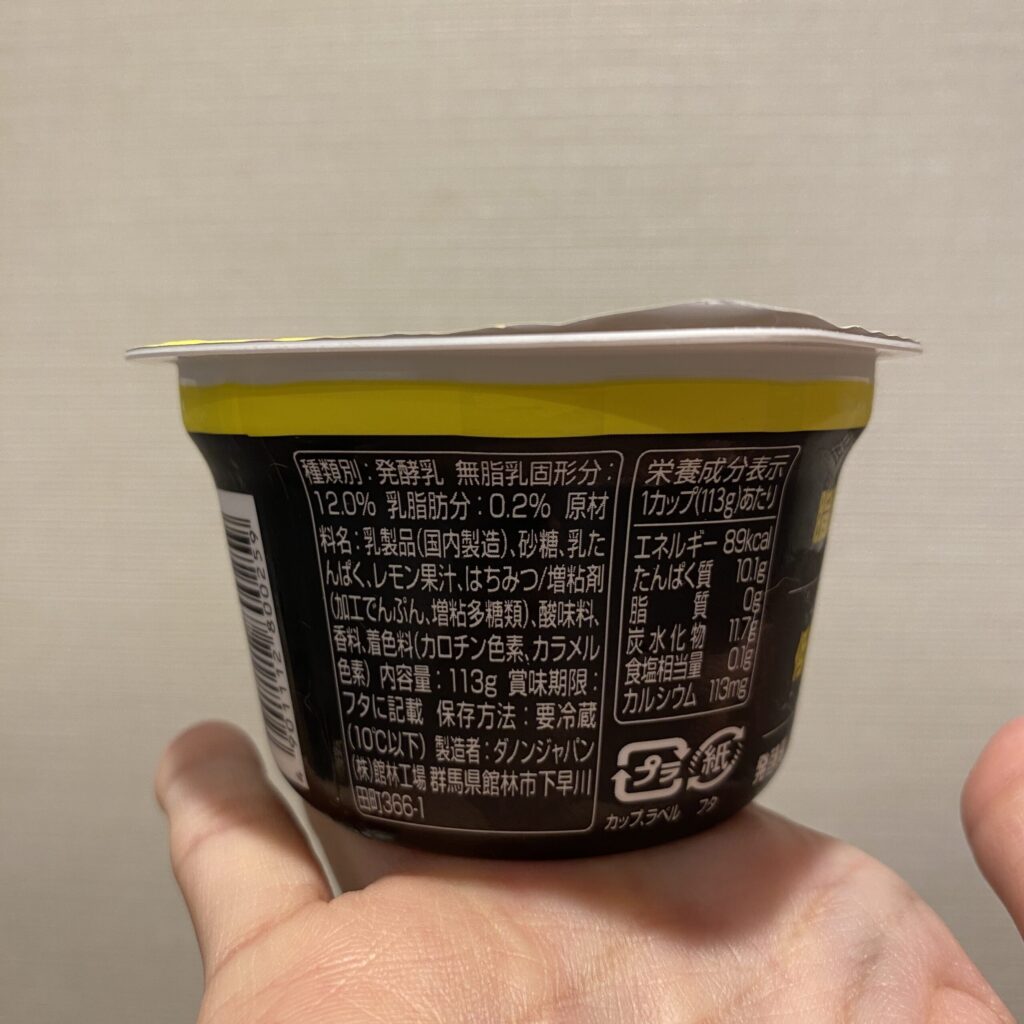 種類別：発酵乳 無脂乳固形分：
12.0% 乳脂肪分：0.2% 原材
料名：乳製品(国内製造)、砂糖、乳た
んぱく、レモン果汁、はちみつ/増粘剤
(加工でんぷん、増粘多糖類)、酸味料、
香料、着色料(カロチン色素、カラメル
色素) 内容量：113g 賞味期限：
フタに記載 保存方法：要冷蔵
(10℃以下) 製造者：ダノンジャパン
(株)館林工場 群馬県館林市下早川
田町366-1
栄養成分表示
1カップ(113g)あたり
エネルギー 89kcal
たんぱく質 10.1g
脂質 0g
炭水化物 11.7g
食塩相当量 0.1g
カルシウム 113mg
プラ
カップ、ラベル
紙
フタ